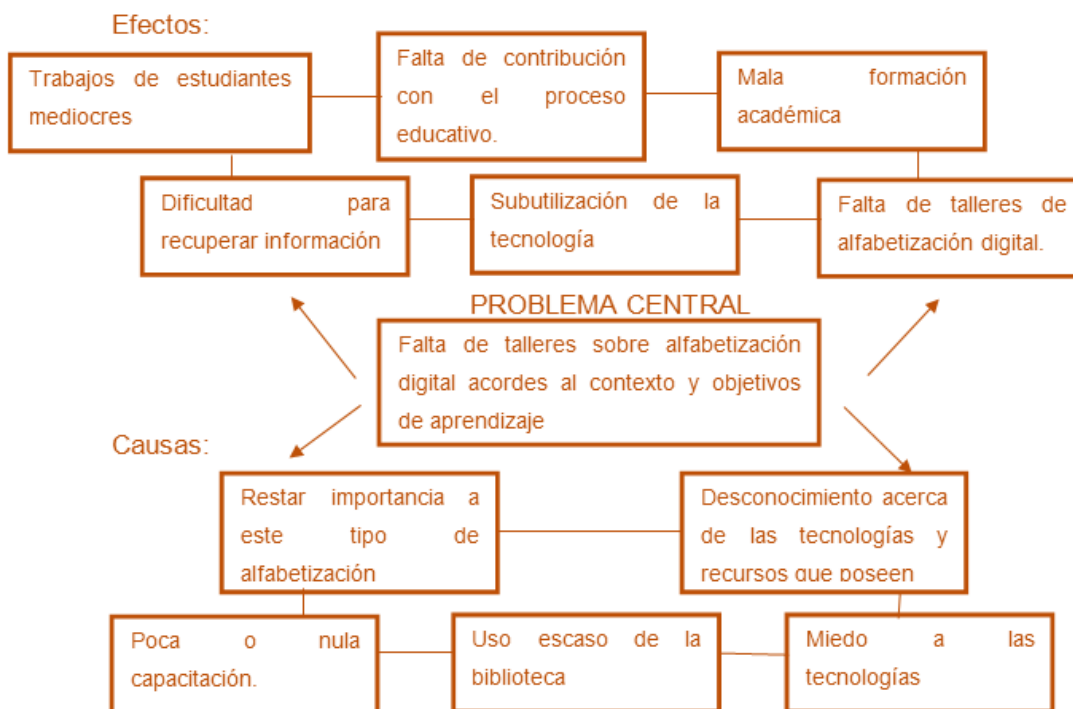 Efectos:
Trabajos de estudiantes
mediocres
Falta de contribución
con el proceso
educativo.
Mala formación
académica
Dificultad para
recuperar información
Subutilización de la
tecnología
Falta de talleres de
alfabetización digital.
PROBLEMA CENTRAL
Falta de talleres sobre alfabetización
digital acordes al contexto y objetivos
de aprendizaje
Causas:
Restar importancia a
este tipo de
alfabetización
Desconocimiento acerca
de las tecnologías y
recursos que poseen
Poca o nula
capacitación.
Uso escaso de la
biblioteca
Miedo a las
tecnologías